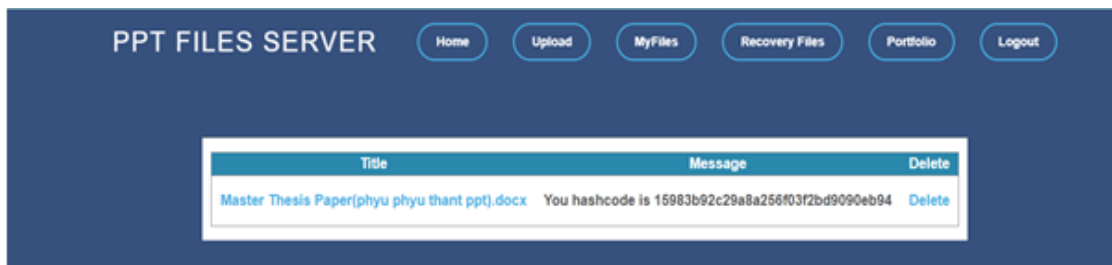 PPT FILES SERVER Home Upload MyFiles Recovery Files Portfolio Logout
Title Message Delete
Master Thesis Paper(phyu phyu thant ppt).docx You hashcode is 15983b92c29a8a256f03f2bd9090eb94 Delete